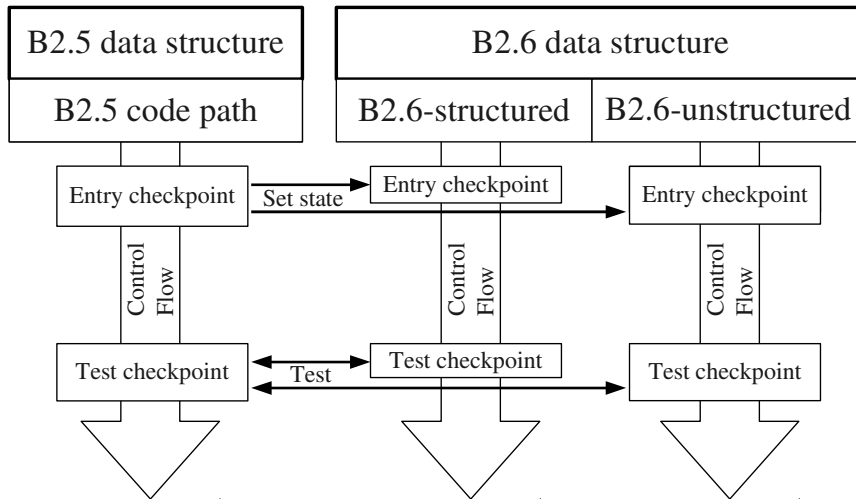 B2.5 data structure
B2.6 data structure
B2.5 code path
B2.6-structured
B2.6-unstructured
Entry checkpoint
Set state
Entry checkpoint
Entry checkpoint
Control
Flow
Control
Flow
Control
Flow
Test checkpoint
Test
Test checkpoint
Test checkpoint